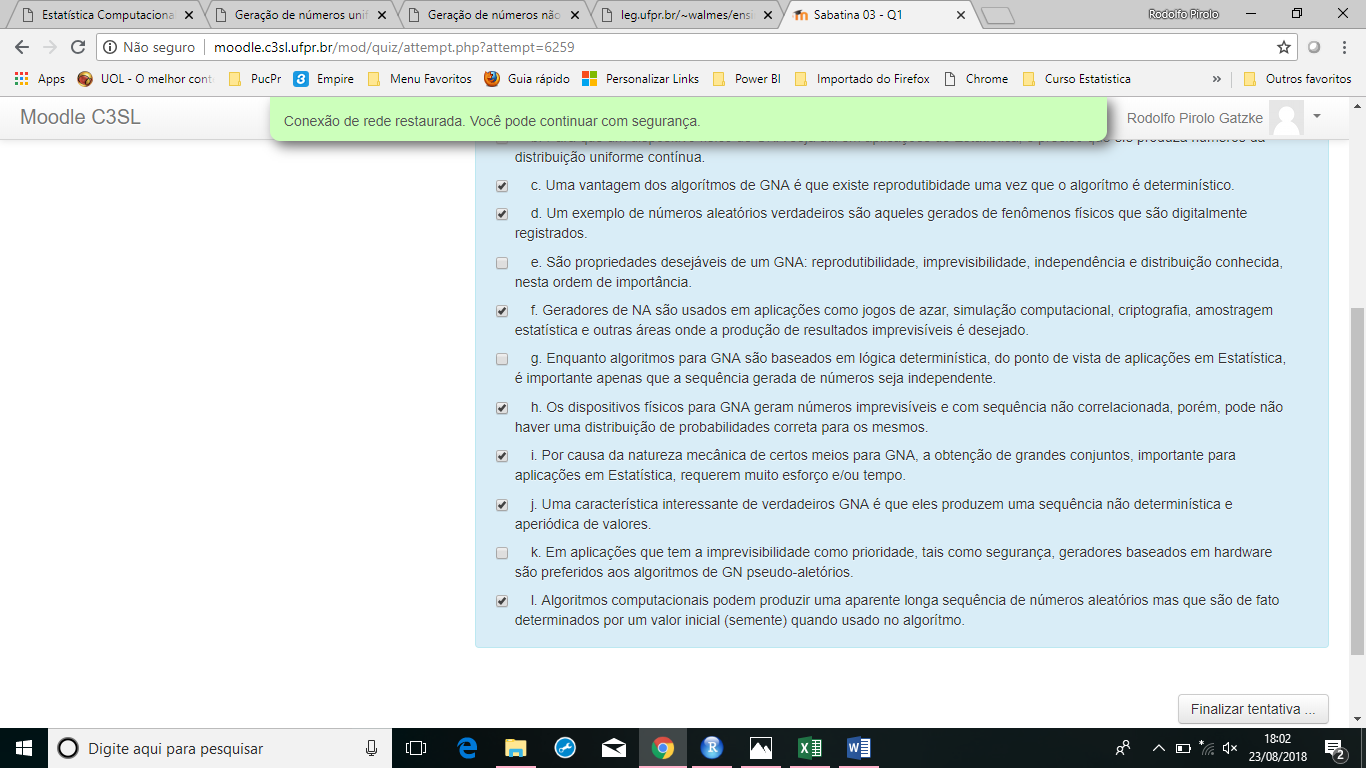 Estatística Computaciona
Geração de números unif
Geração de números não
leg.ufpr.br/~walmes/ensi
Sabatina 03 - Q1
Rodolfo Pirolo
Não seguro
moodle.c3sl.ufpr.br/mod/quiz/attempt.php?attempt=6259
Apps
UOL - O melhor cont
PucPr
Empire
Menu Favoritos
Guia rápido
Personalizar Links
Power BI
Importado do Firefox
Chrome
Curso Estatistica
»
Outros favoritos
Moodle C3SL
Conexão de rede restaurada. Você pode continuar com segurança.
Rodolfo Pirolo Gatzke
distribuição uniforme contínua.
c. Uma vantagem dos algorítmos de GNA é que existe reprodutibidade uma vez que o algorítmo é determinístico.
d. Um exemplo de números aleatórios verdadeiros são aqueles gerados de fenômenos físicos que são digitalmente
registrados.
e. São propriedades desejáveis de um GNA: reprodutibilidade, imprevisibilidade, independência e distribuição conhecida,
nesta ordem de importância.
f. Geradores de NA são usados em aplicações como jogos de azar, simulação computacional, criptografia, amostragem
estatística e outras áreas onde a produção de resultados imprevisíveis é desejado.
g. Enquanto algoritmos para GNA são baseados em lógica determinística, do ponto de vista de aplicações em Estatística,
é importante apenas que a sequência gerada de números seja independente.
h. Os dispositivos físicos para GNA geram números imprevisíveis e com sequência não correlacionada, porém, pode não
haver uma distribuição de probabilidades correta para os mesmos.
i. Por causa da natureza mecânica de certos meios para GNA, a obtenção de grandes conjuntos, importante para
aplicações em Estatística, requerem muito esforço e/ou tempo.
j. Uma característica interessante de verdadeiros GNA é que eles produzem uma sequência não determinística e
aperiódica de valores.
k. Em aplicações que tem a imprevisibilidade como prioridade, tais como segurança, geradores baseados em hardware
são preferidos aos algoritmos de GN pseudo-aletórios.
l. Algoritmos computacionais podem produzir uma aparente longa sequência de números aleatórios mas que são de fato
determinados por um valor inicial (semente) quando usado no algorítmo.
Finalizar tentativa ...
Digite aqui para pesquisar
18:02
23/08/2018
2